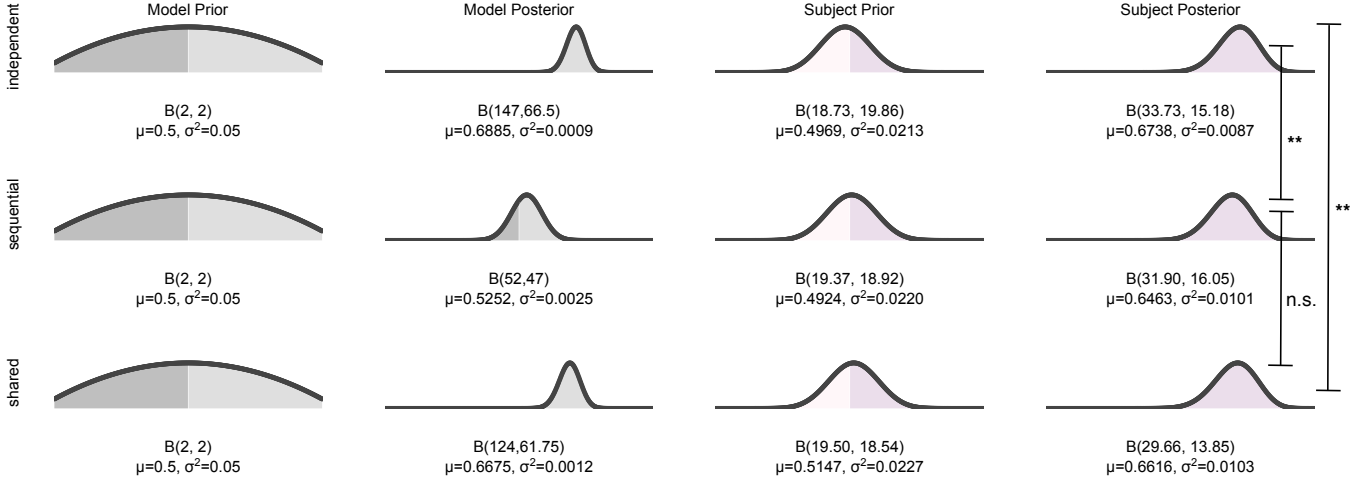 Model Prior
Model Posterior
Subject Prior
Subject Posterior
independent
B(2, 2)
μ=0.5, σ²=0.05
B(147,66.5)
μ=0.6885, σ²=0.0009
B(18.73, 19.86)
μ=0.4969, σ²=0.0213
B(33.73, 15.18)
μ=0.6738, σ²=0.0087
**
**
sequential
B(2, 2)
μ=0.5, σ²=0.05
B(52,47)
μ=0.5252, σ²=0.0025
B(19.37, 18.92)
μ=0.4924, σ²=0.0220
B(31.90, 16.05)
μ=0.6463, σ²=0.0101
n.s.
shared
B(2, 2)
μ=0.5, σ²=0.05
B(124,61.75)
μ=0.6675, σ²=0.0012
B(19.50, 18.54)
μ=0.5147, σ²=0.0227
B(29.66, 13.85)
μ=0.6616, σ²=0.0103